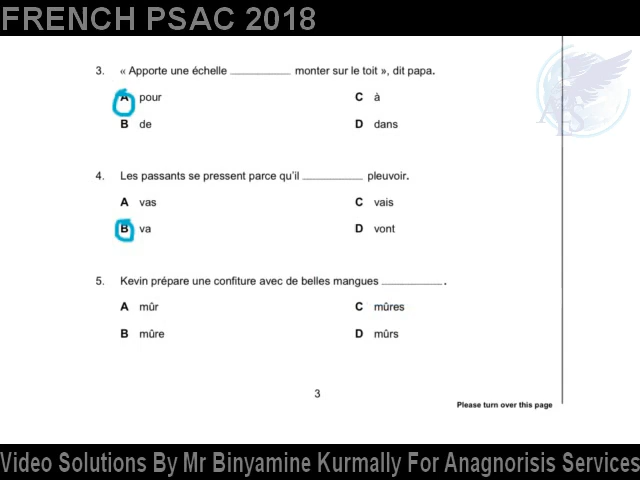 FRENCH PSAC 2018
3. « Apporte une échelle __________ monter sur le toit », dit papa.
A pour C à
B de D dans
4. Les passants se pressent parce qu'il __________ pleuvoir.
A vas C vais
B va D vont
5. Kevin prépare une confiture avec de belles mangues __________ .
A mûr C mûres
B mûre D mûrs
3
Please turn over this page
Video Solutions By Mr Binyamine Kurmally For Anagnorisis Services